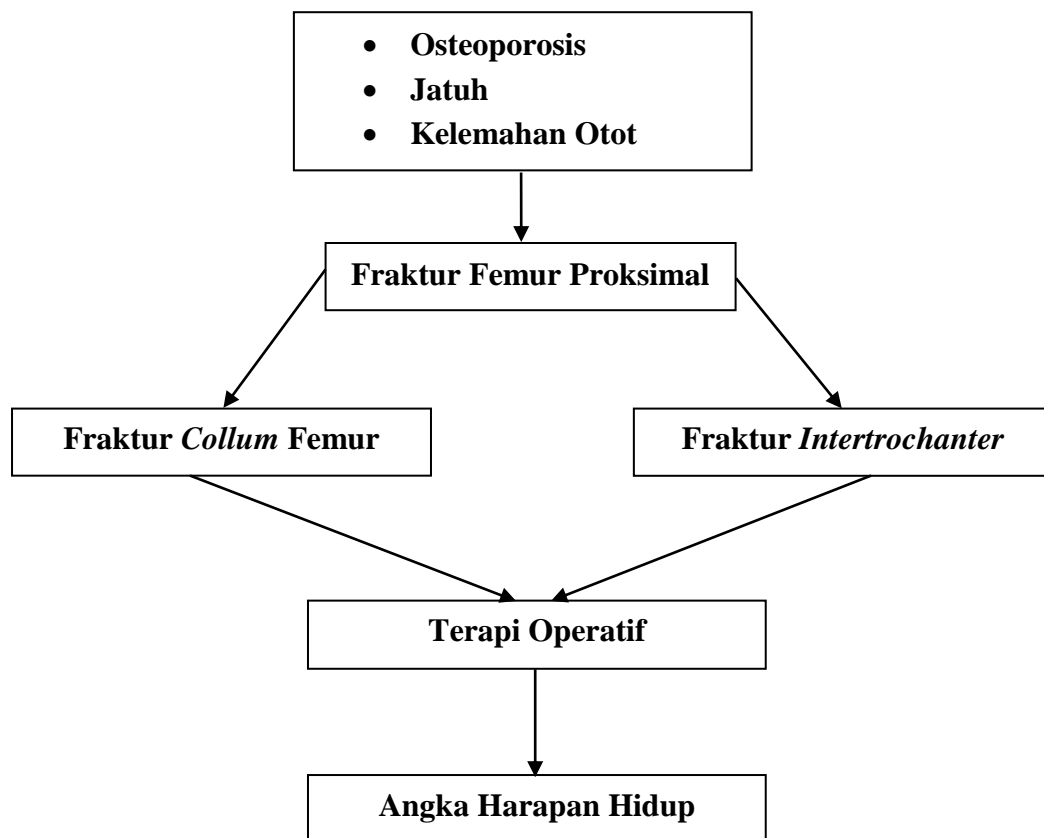 • Osteoporosis
• Jatuh
• Kelemahan Otot
Fraktur Femur Proksimal
Fraktur Collum Femur
Fraktur Intertrochanter
Terapi Operatif
Angka Harapan Hidup